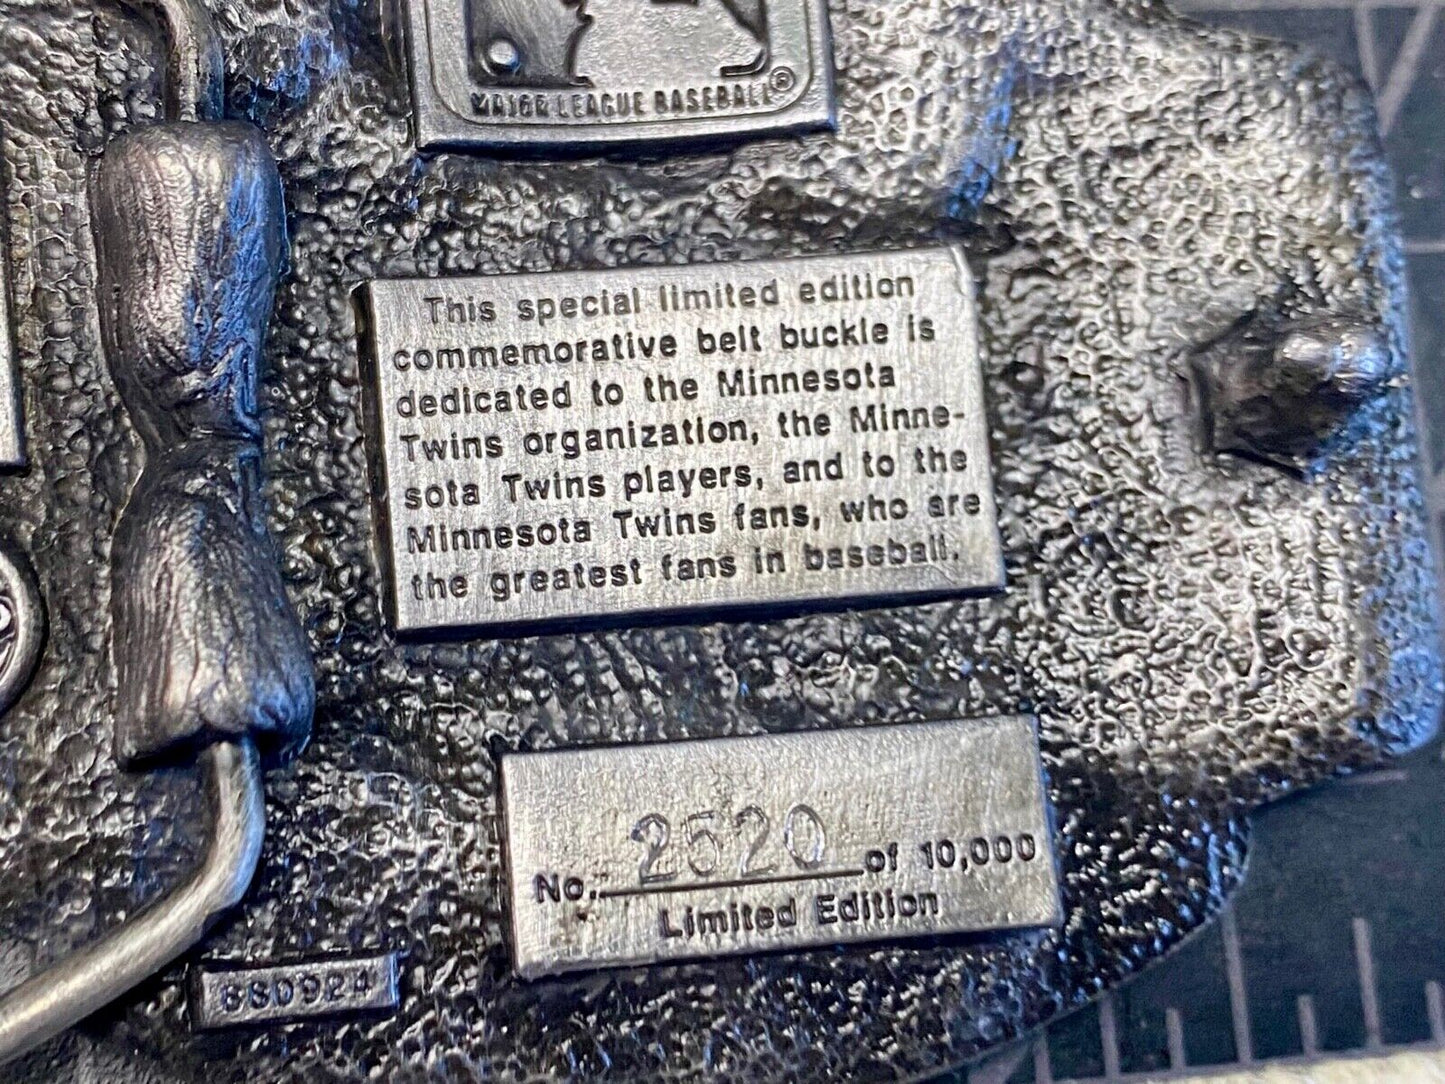 MAJOR LEAGUE BASEBALL®
This special limited edition
commemorative belt buckle is
dedicated to the Minnesota
Twins organization, the Minne-
sota Twins players, and to the
Minnesota Twins fans, who are
the greatest fans in baseball.
No. 2520 of 10,000
Limited Edition